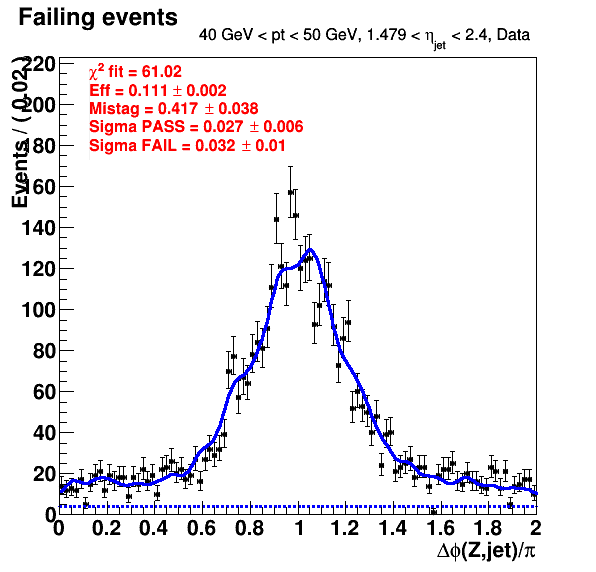 Failing events
40 GeV < pt < 50 GeV, 1.479 < η_jet < 2.4, Data
χ² fit = 61.02
Eff = 0.111 ± 0.002
Mistag = 0.417 ± 0.038
Sigma PASS = 0.027 ± 0.006
Sigma FAIL = 0.032 ± 0.01
Events / ( 0.02 )
220
200
180
160
140
120
100
80
60
40
20
0
0 0.2 0.4 0.6 0.8 1 1.2 1.4 1.6 1.8 2
Δϕ(Z,jet)/π